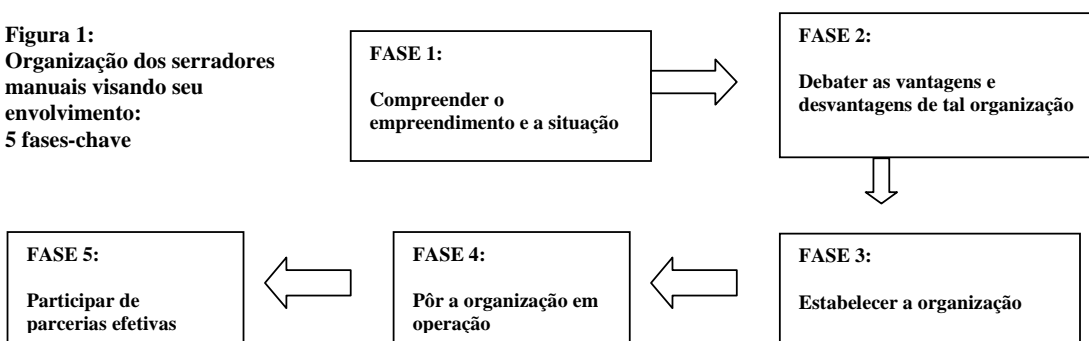 Figura 1:
Organização dos serradores
manuais visando seu
envolvimento:
5 fases-chave
FASE 1:
Compreender o
empreendimento e a situação
FASE 2:
Debater as vantagens e
desvantagens de tal organização
FASE 3:
Estabelecer a organização
FASE 4:
Pôr a organização em
operação
FASE 5:
Participar de
parcerias efetivas